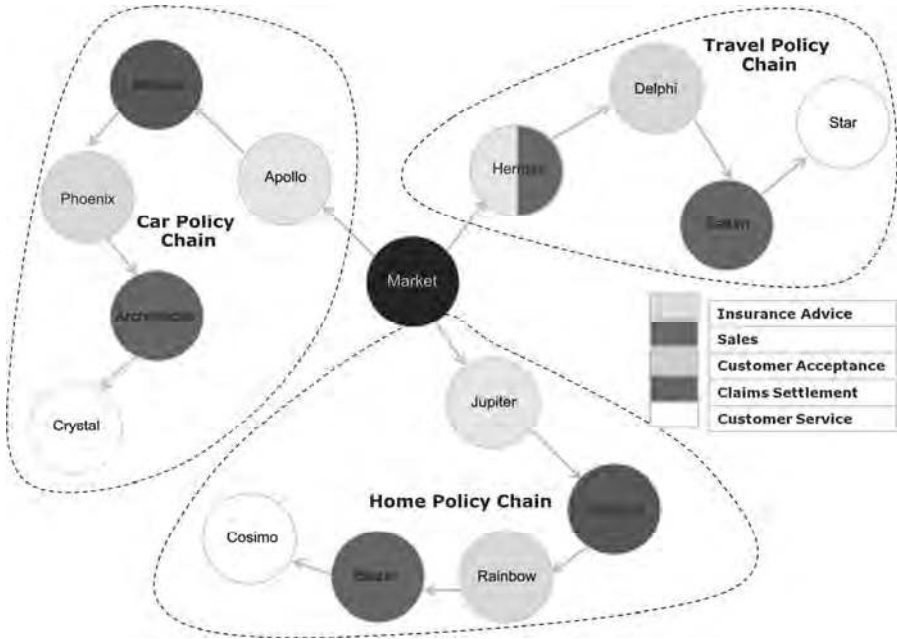 Travel Policy
Chain
Delphi
Star
Hermes
Phoenix
Apollo
Car Policy
Chain
Market
Archimedes
Crystal
Insurance Advice
Sales
Customer Acceptance
Claims Settlement
Customer Service
Jupiter
Home Policy Chain
Cosimo
Rainbow